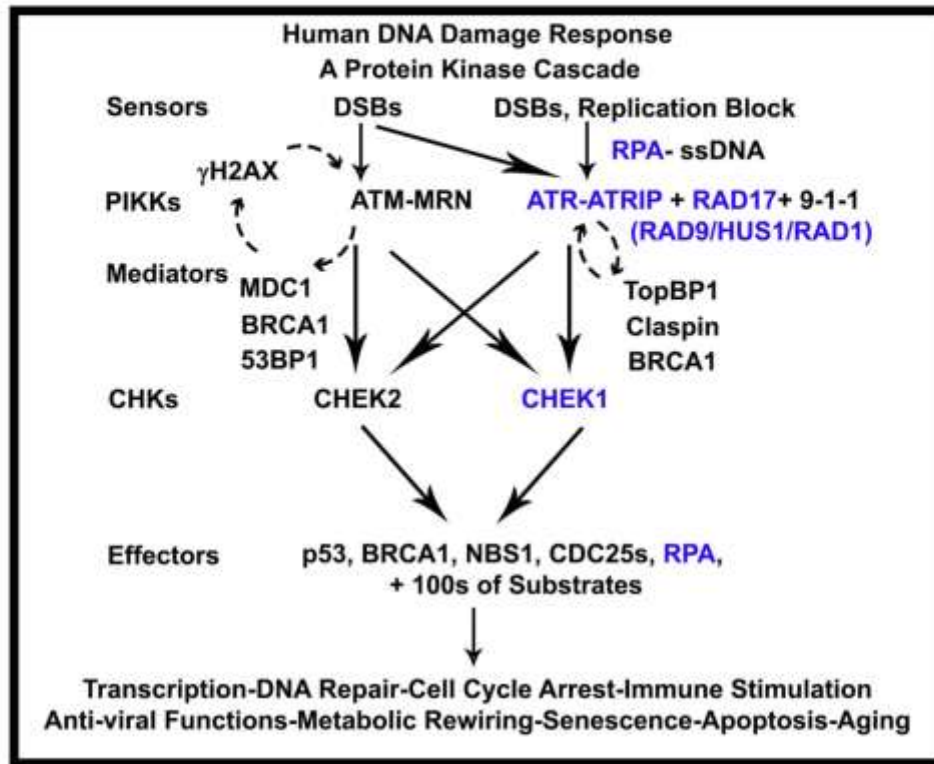 Human DNA Damage Response
A Protein Kinase Cascade
Sensors DSBs DSBs, Replication Block
RPA- ssDNA
γH2AX
PIKKs ATM-MRN ATR-ATRIP + RAD17+ 9-1-1
(RAD9/HUS1/RAD1)
Mediators
MDC1 TopBP1
BRCA1 Claspin
53BP1 BRCA1
CHKs CHEK2 CHEK1
Effectors p53, BRCA1, NBS1, CDC25s, RPA,
+ 100s of Substrates
Transcription-DNA Repair-Cell Cycle Arrest-Immune Stimulation
Anti-viral Functions-Metabolic Rewiring-Senescence-Apoptosis-Aging